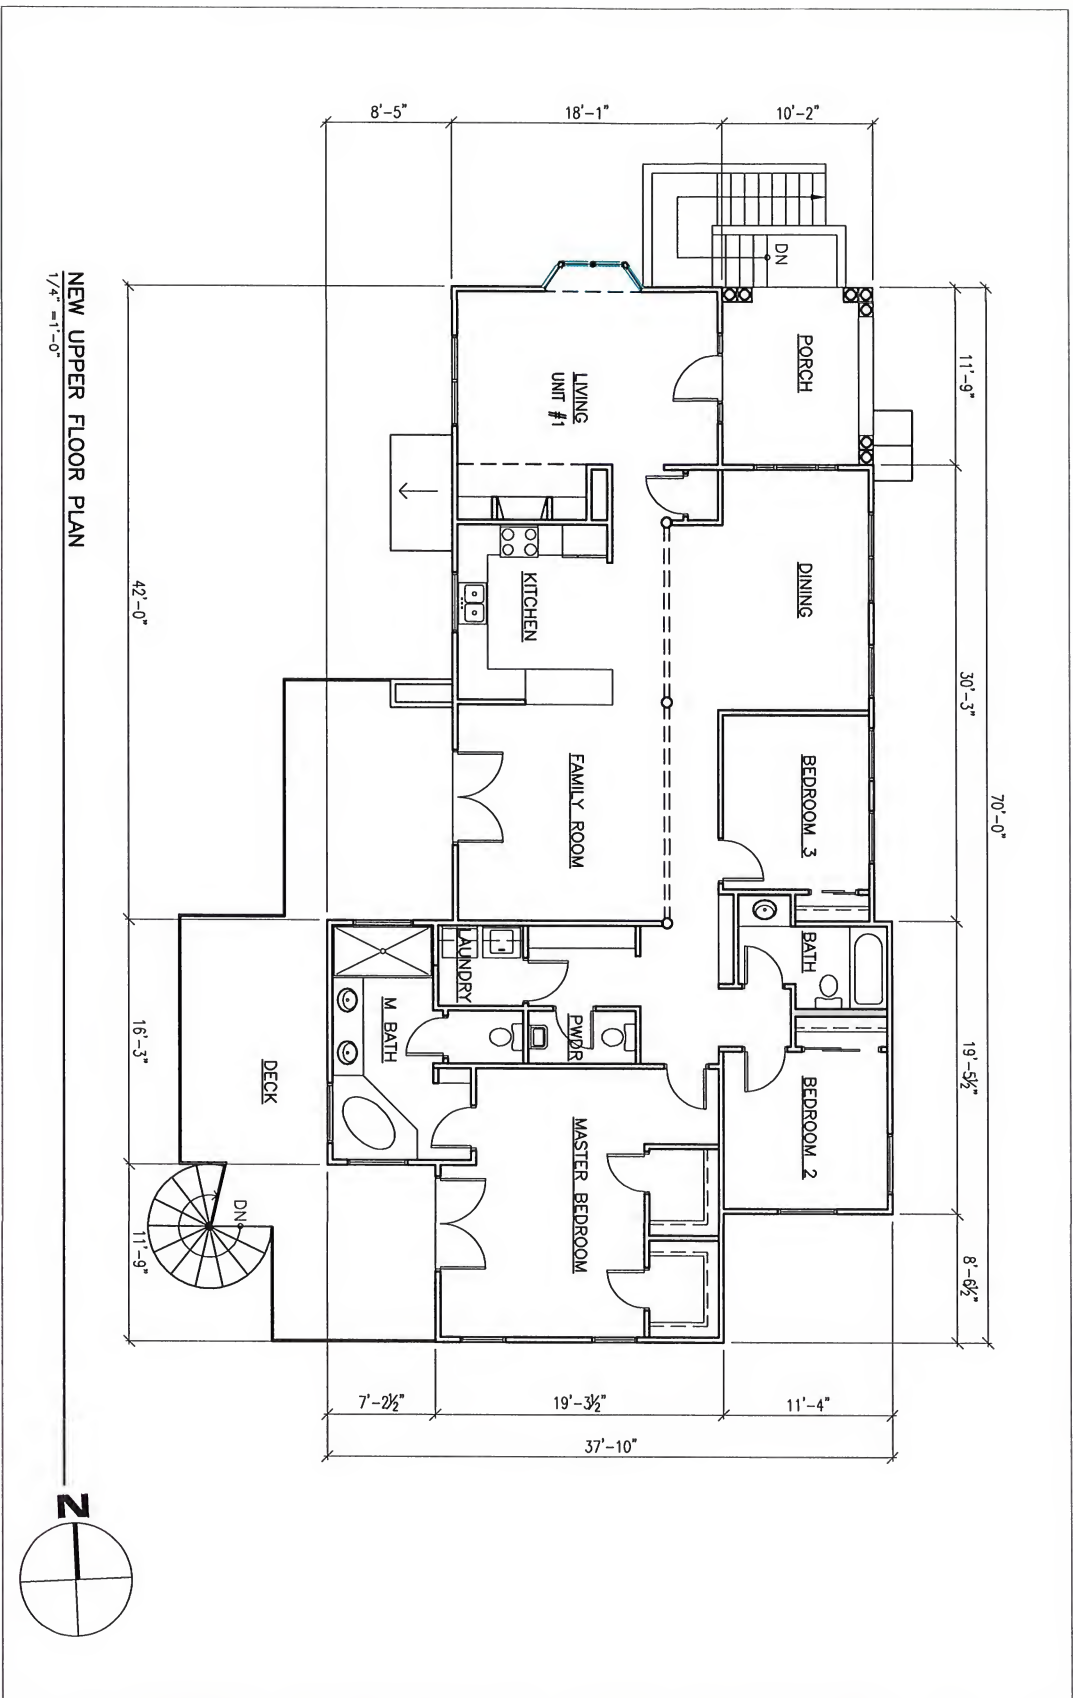 8'-5"
18'-1"
10'-2"
DN
PORCH
11'-9"
LIVING
UNIT #1
DINING
KITCHEN
30'-3"
70'-0"
42'-0"
FAMILY ROOM
BEDROOM 3
BATH
LAUNDRY
PWDR
M BATH
16'-3"
DECK
19'-5½"
BEDROOM 2
MASTER BEDROOM
DN
11'-9"
8'-6½"
7'-2½"
19'-3½"
11'-4"
37'-10"
NEW UPPER FLOOR PLAN
1/4" =1'-0"
N